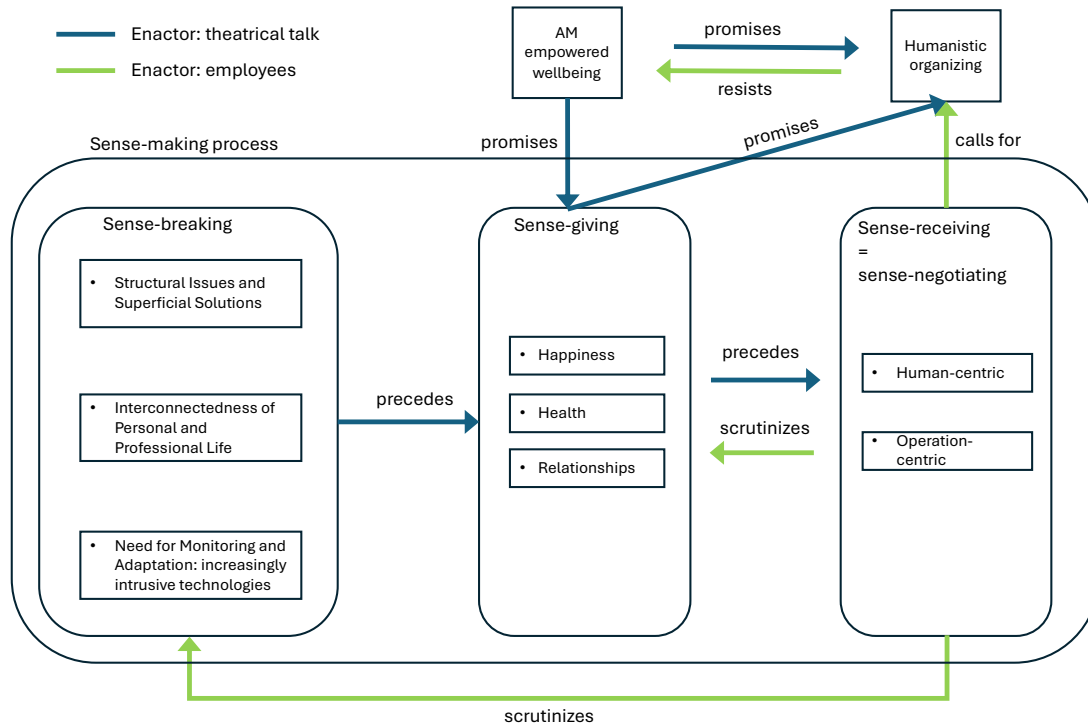 Enactor: theatrical talk
Enactor: employees
AM
empowered
wellbeing
promises
resists
Humanistic
organizing
promises
promises
calls for
Sense-making process
Sense-breaking
• Structural Issues and
Superficial Solutions
• Interconnectedness of
Personal and
Professional Life
• Need for Monitoring and
Adaptation: increasingly
intrusive technologies
precedes
Sense-giving
• Happiness
• Health
• Relationships
precedes
scrutinizes
Sense-receiving
=
sense-negotiating
• Human-centric
• Operation-
centric
scrutinizes